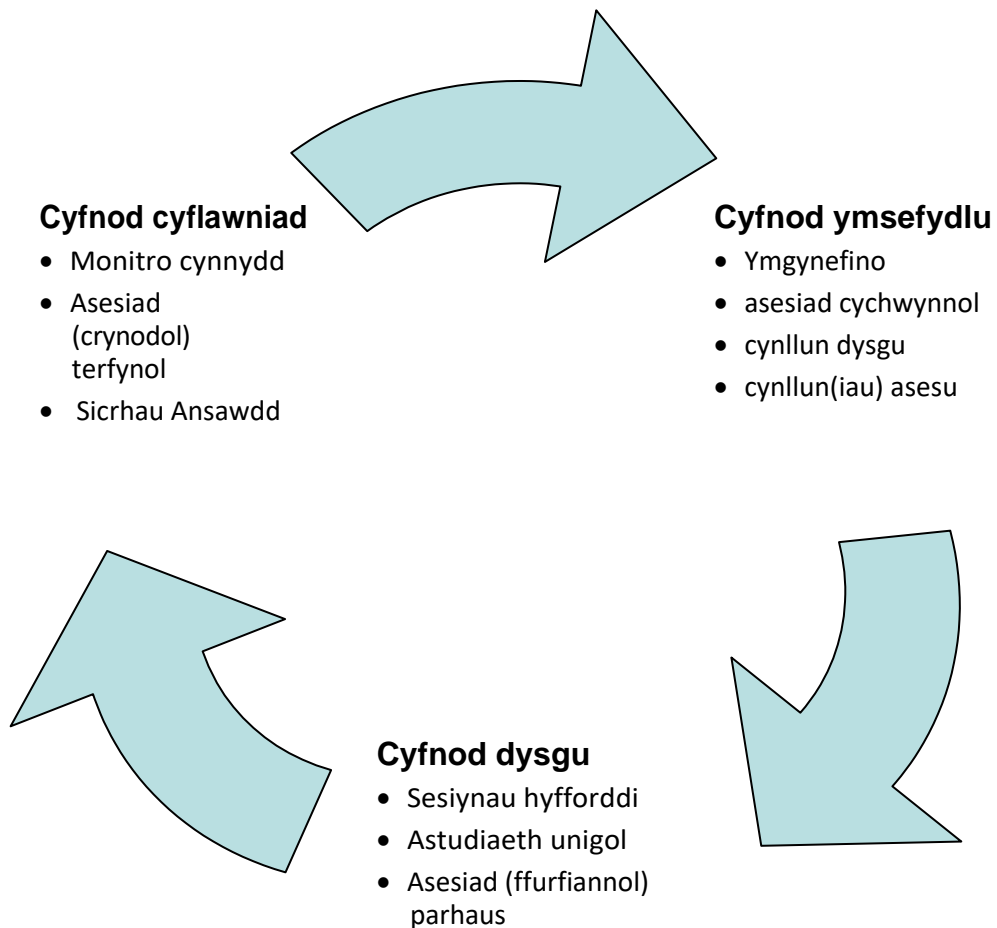 Cyfnod cyflawniad
• Monitro cynnydd
• Asesiad
(crynodol)
terfynol
• Sicrhau Ansawdd
Cyfnod ymsefydlu
• Ymgynefino
• asesiad cychwynnol
• cynllun dysgu
• cynllun(iau) asesu
Cyfnod dysgu
• Sesiynau hyfforddi
• Astudiaeth unigol
• Asesiad (ffurfiannol)
parhaus